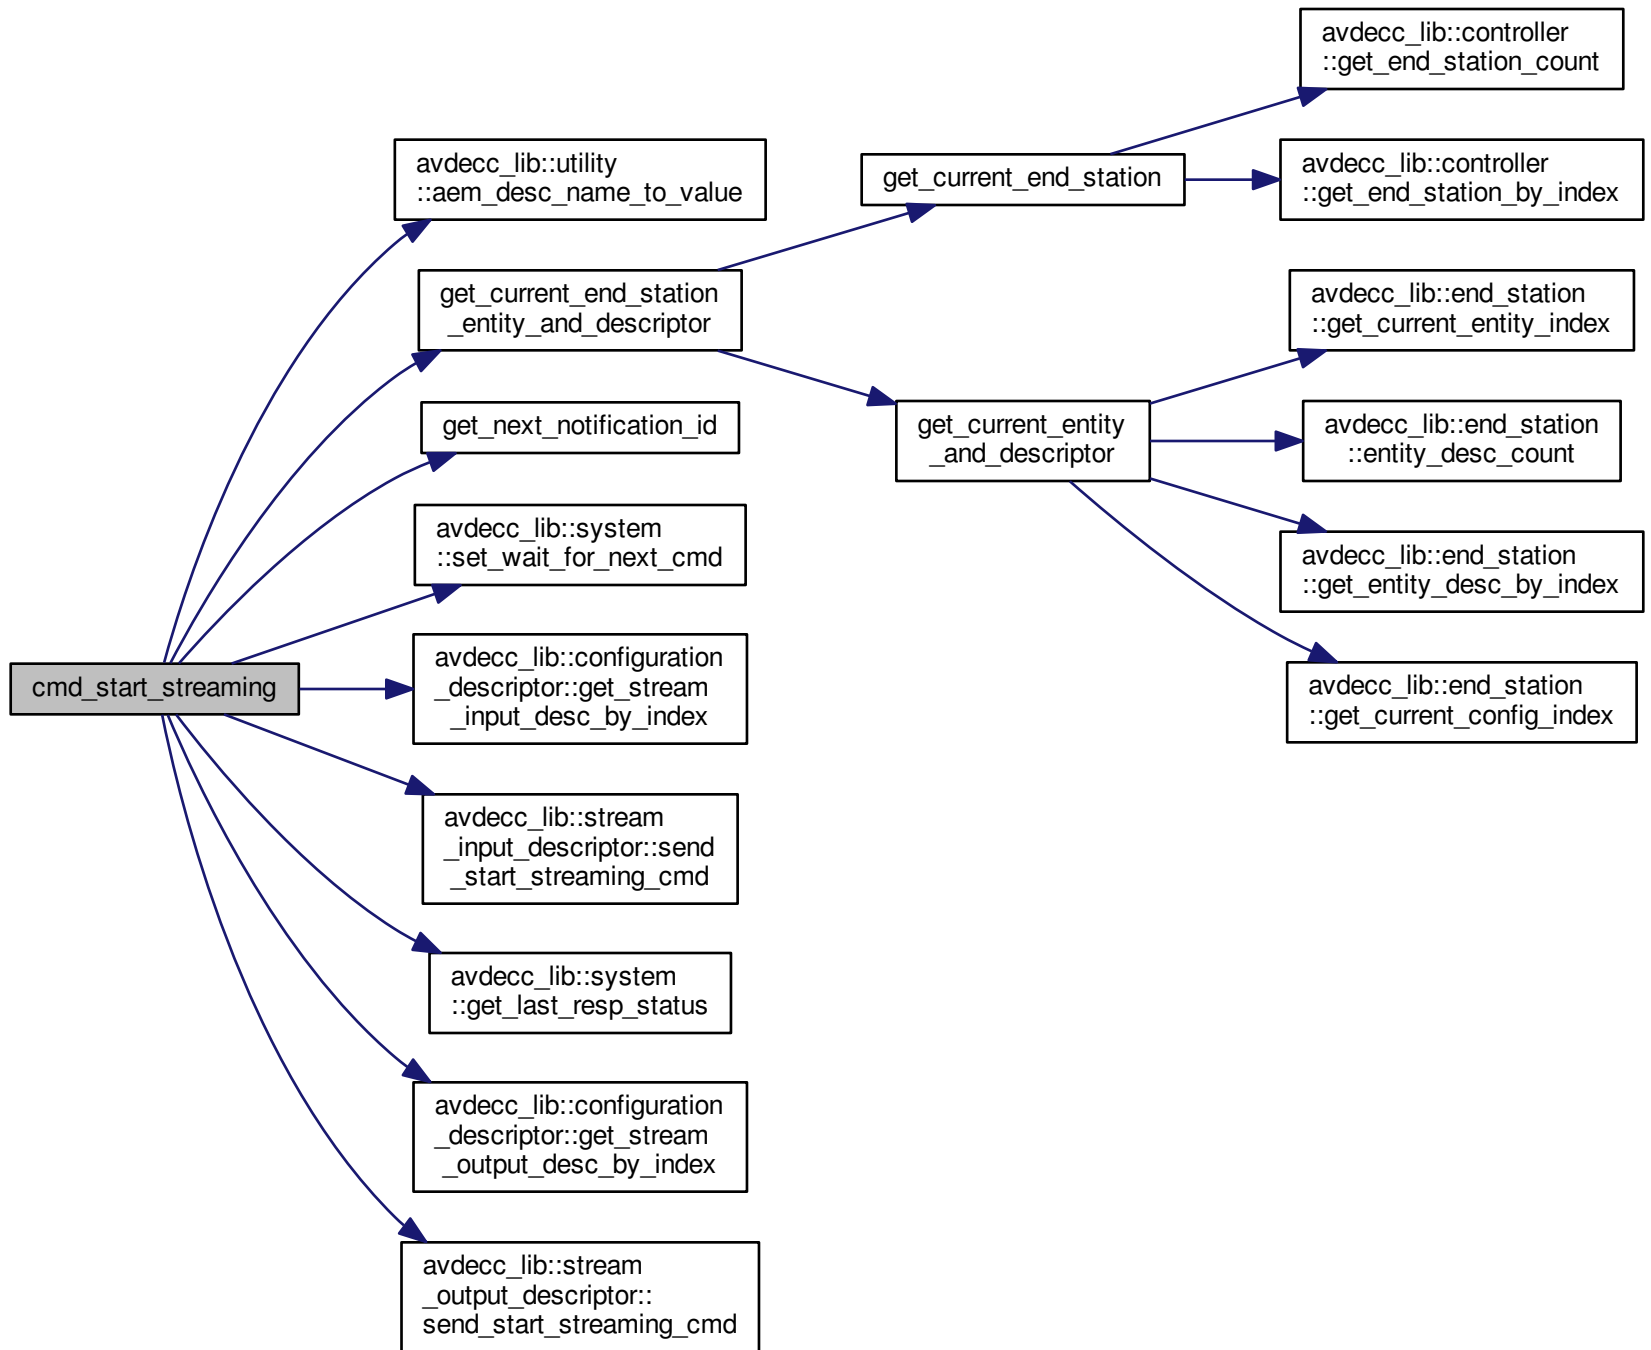 avdecc_lib::controller
::get_end_station_count
avdecc_lib::utility
::aem_desc_name_to_value
get_current_end_station
avdecc_lib::controller
::get_end_station_by_index
get_current_end_station
_entity_and_descriptor
avdecc_lib::end_station
::get_current_entity_index
get_next_notification_id
get_current_entity
_and_descriptor
avdecc_lib::end_station
::entity_desc_count
avdecc_lib::system
::set_wait_for_next_cmd
avdecc_lib::end_station
::get_entity_desc_by_index
cmd_start_streaming
avdecc_lib::configuration
_descriptor::get_stream
_input_desc_by_index
avdecc_lib::end_station
::get_current_config_index
avdecc_lib::stream
_input_descriptor::send
_start_streaming_cmd
avdecc_lib::system
::get_last_resp_status
avdecc_lib::configuration
_descriptor::get_stream
_output_desc_by_index
avdecc_lib::stream
_output_descriptor::
send_start_streaming_cmd